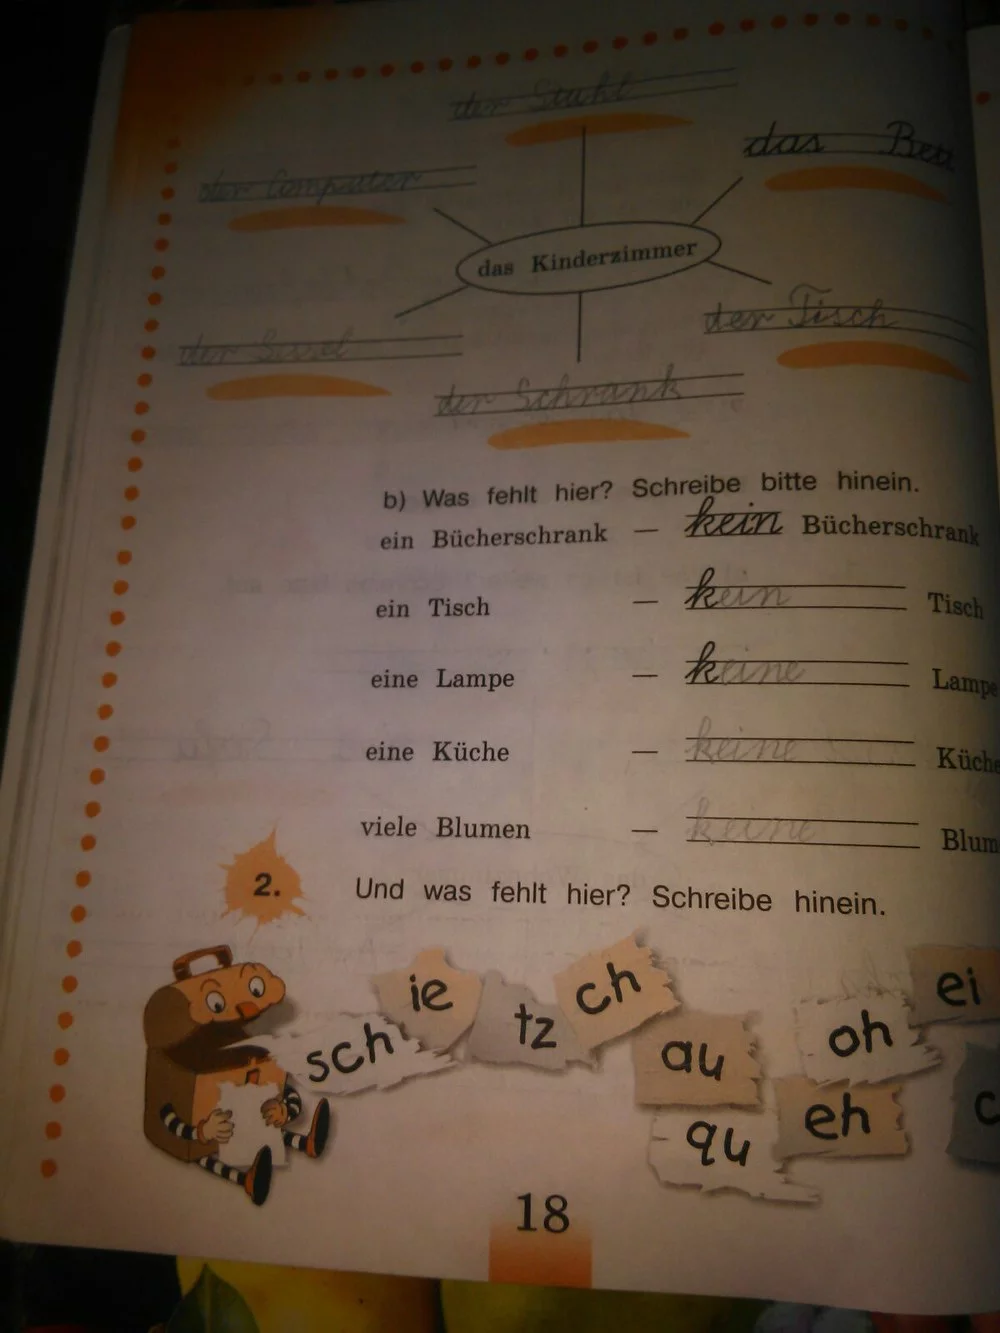 der Stuhl
das Bett
der Computer
das Kinderzimmer
der Tisch
der Sessel
der Schrank
b) Was fehlt hier? Schreibe bitte hinein.
ein Bücherschrank — kein Bücherschrank
ein Tisch — kein Tisch
eine Lampe — keine Lampe
eine Küche — keine Küche
viele Blumen — keine Blum
2. Und was fehlt hier? Schreibe hinein.
sch ie tz ch au oh ei
qu eh c
18